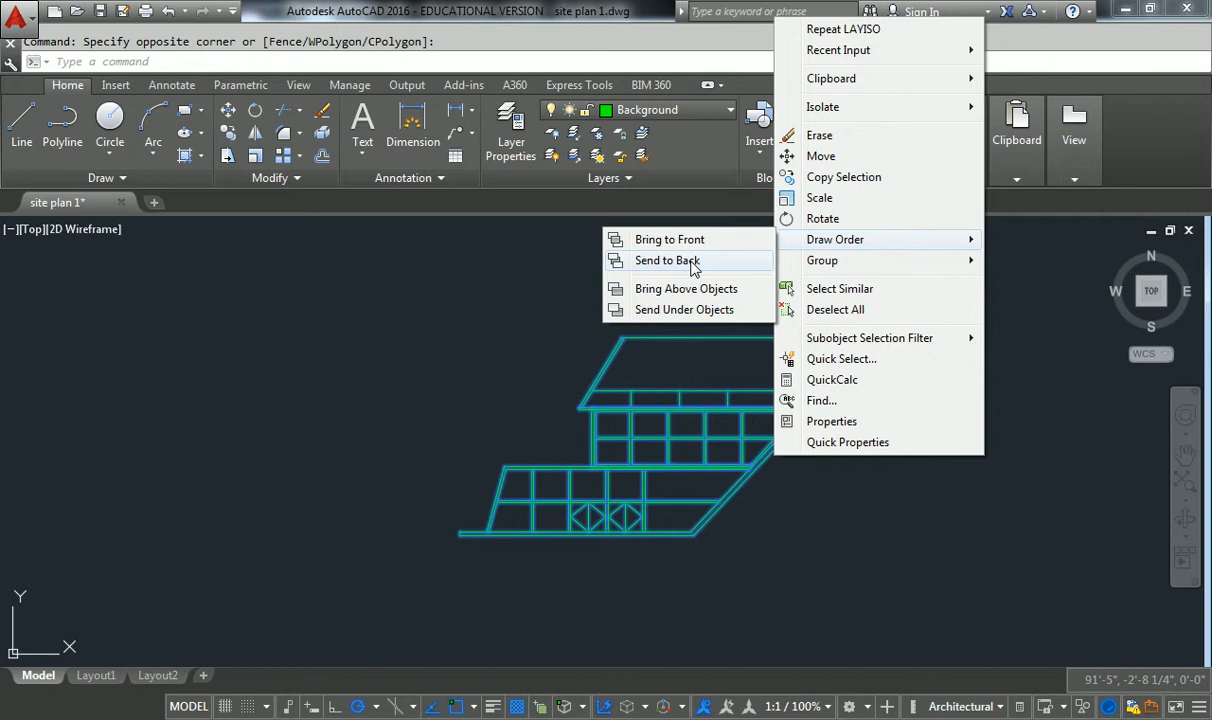 Autodesk AutoCAD 2016 - EDUCATIONAL VERSION    site plan 1.dwg
Type a keyword or phrase
Sign In
Command: Specify opposite corner or [Fence/WPolygon/CPolygon]:
Type a command
Home
Insert
Annotate
Parametric
View
Manage
Output
Add-ins
A360
Express Tools
BIM 360
Background
Line
Polyline
Circle
Arc
Text
Dimension
Layer
Properties
Insert
Clipboard
View
Draw
Modify
Annotation
Layers
Blo
site plan 1*
[−][Top][2D Wireframe]
Repeat LAYISO
Recent Input
Clipboard
Isolate
Erase
Move
Copy Selection
Scale
Rotate
Draw Order
Group
Select Similar
Deselect All
Subobject Selection Filter
Quick Select...
QuickCalc
Find...
Properties
Quick Properties
Bring to Front
Send to Back
Bring Above Objects
Send Under Objects
N
W
TOP
E
S
WCS
Y
X
Model
Layout1
Layout2
91'-5", -2'-8 1/4", 0'-0"
MODEL
1:1 / 100%
Architectural